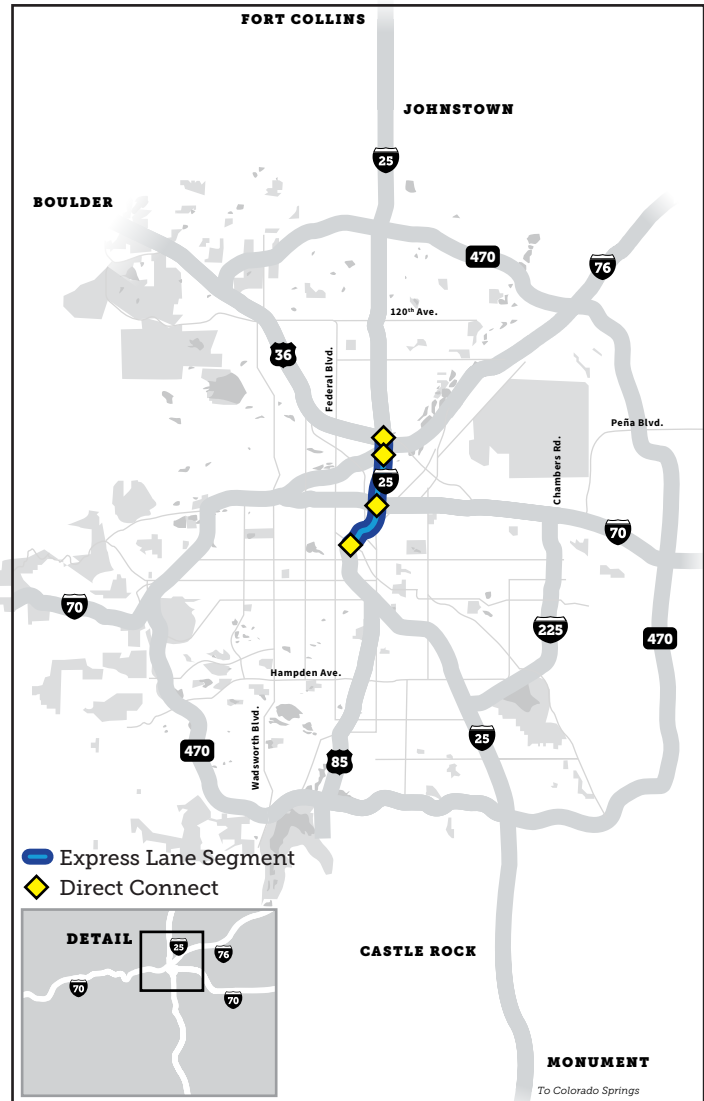 FORT COLLINS
JOHNSTOWN
25
BOULDER
470
76
120th Ave.
36
Federal Blvd.
Peña Blvd.
Chambers Rd.
25
70
70
225
470
Hampden Ave.
Wadsworth Blvd.
25
470
85
Express Lane Segment
Direct Connect
DETAIL
25
76
70
70
CASTLE ROCK
MONUMENT
To Colorado Springs